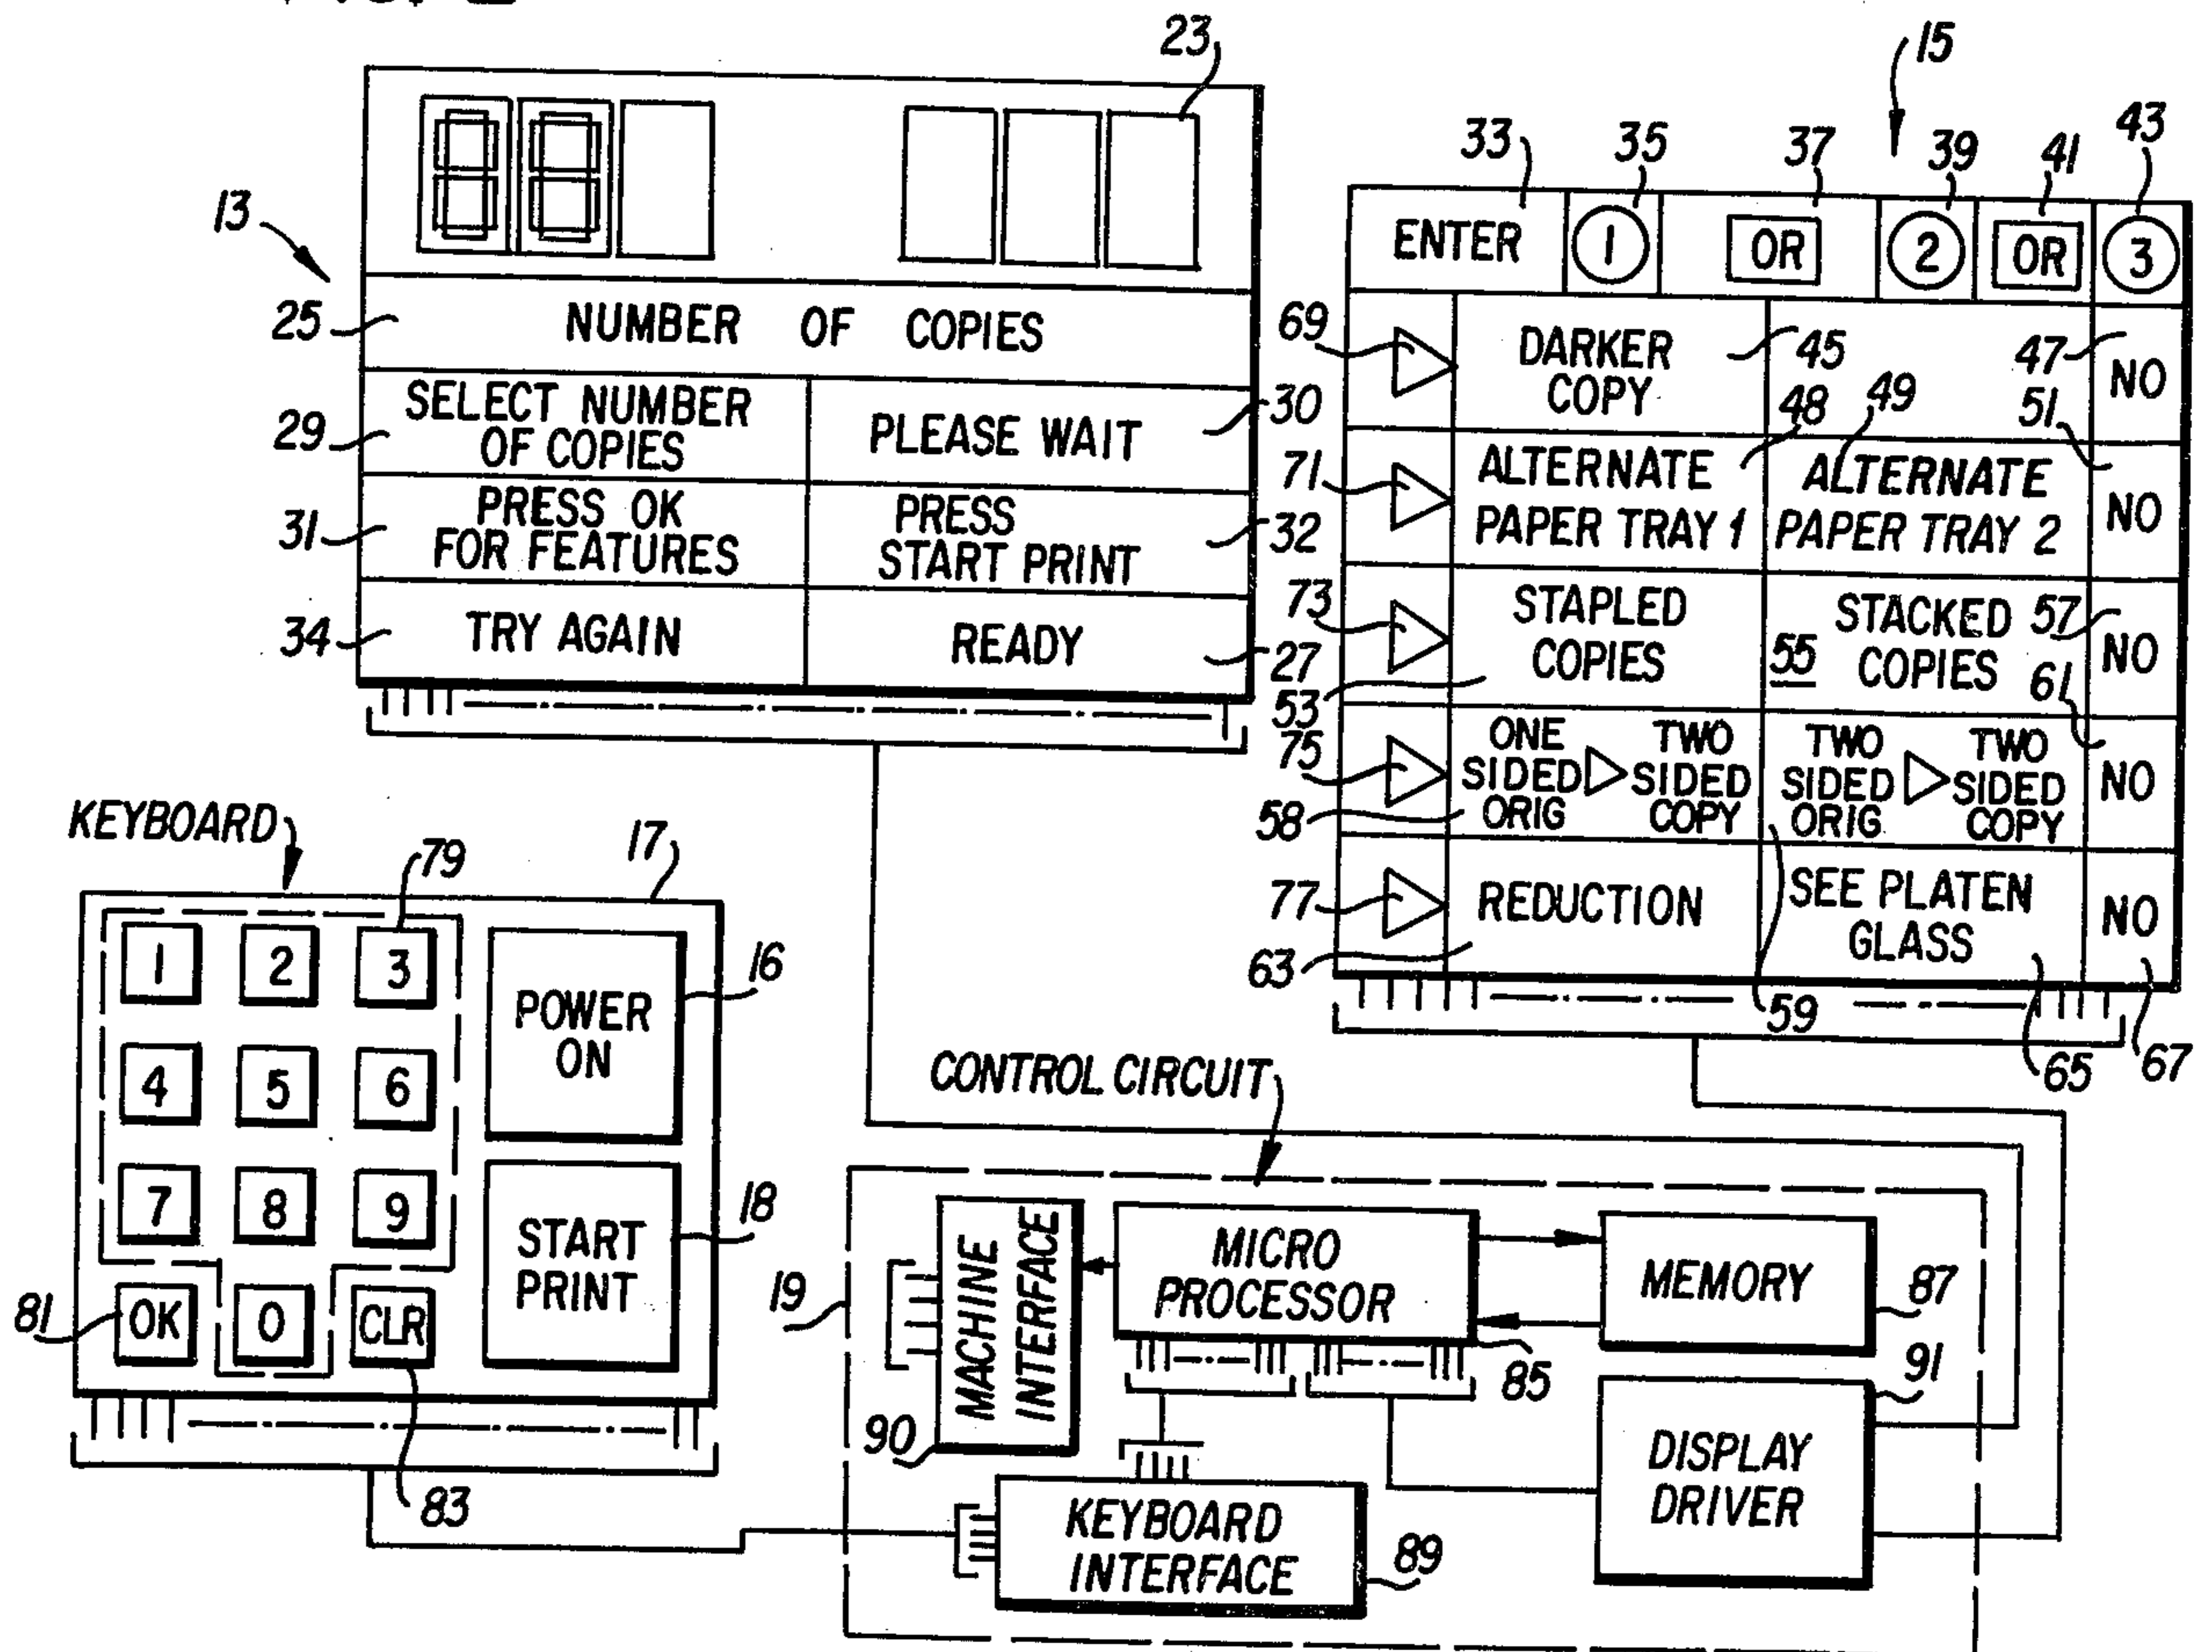 23
15
13
25
NUMBER OF COPIES
29
SELECT NUMBER
OF COPIES
PLEASE WAIT
30
31
PRESS OK
FOR FEATURES
PRESS
START PRINT
32
34
TRY AGAIN
READY
27
33
35
37
39
41
43
ENTER
1
OR
2
OR
3
69
DARKER
COPY
45
47
NO
71
ALTERNATE
PAPER TRAY 1
48
49
ALTERNATE
PAPER TRAY 2
51
NO
73
STAPLED
COPIES
53
55
STACKED
COPIES
57
NO
75
58
ONE
SIDED
ORIG
TWO
SIDED
COPY
TWO
SIDED
ORIG
TWO
SIDED
COPY
61
NO
77
63
REDUCTION
59
SEE PLATEN
GLASS
65
NO
67
KEYBOARD
79
17
1 2 3
4 5 6
7 8 9
OK 0 CLR
81
83
POWER
ON
16
START
PRINT
18
CONTROL CIRCUIT
19
MACHINE
INTERFACE
90
MICRO
PROCESSOR
85
MEMORY
87
DISPLAY
DRIVER
91
KEYBOARD
INTERFACE
89